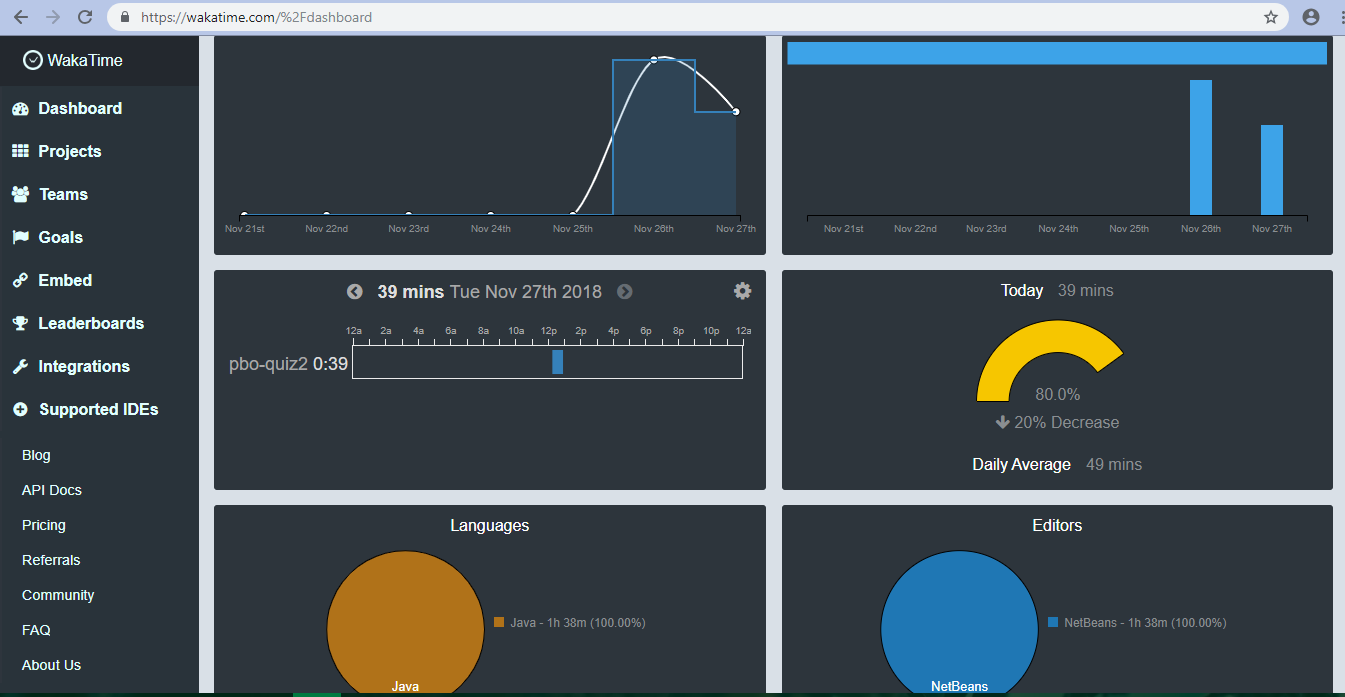 https://wakatime.com/%2Fdashboard
WakaTime
Dashboard
Projects
Teams
Goals
Embed
Leaderboards
Integrations
Supported IDEs
Blog
API Docs
Pricing
Referrals
Community
FAQ
About Us
Nov 21st Nov 22nd Nov 23rd Nov 24th Nov 25th Nov 26th Nov 27th
Nov 21st Nov 22nd Nov 23rd Nov 24th Nov 25th Nov 26th Nov 27th
39 mins Tue Nov 27th 2018
12a 2a 4a 6a 8a 10a 12p 2p 4p 6p 8p 10p 12a
pbo-quiz2 0:39
Today 39 mins
80.0%
20% Decrease
Daily Average 49 mins
Languages
Java - 1h 38m (100.00%)
Java
Editors
NetBeans - 1h 38m (100.00%)
NetBeans